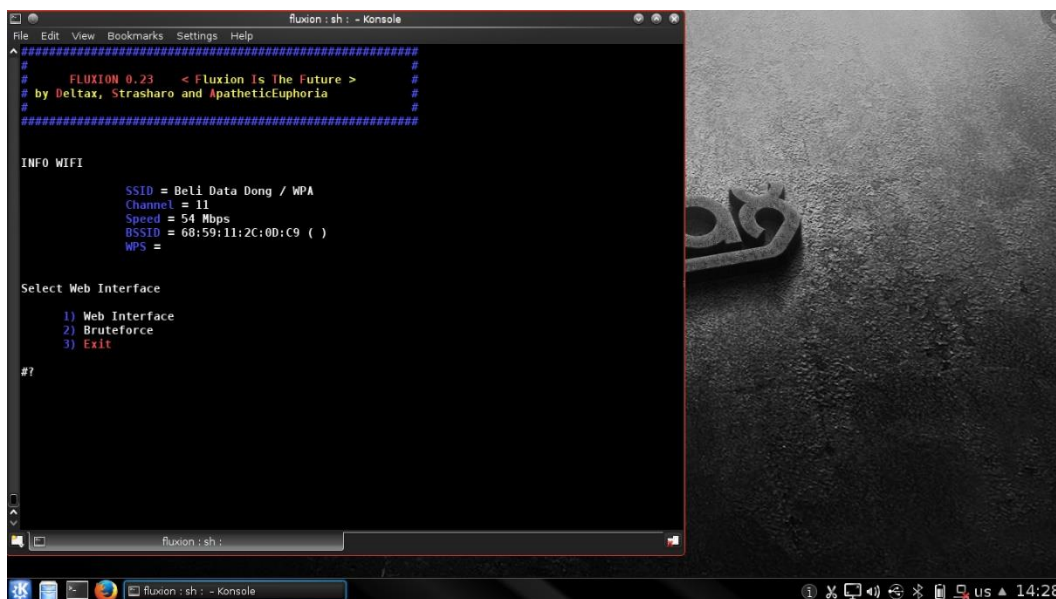 fluxion : sh : – Konsole
File Edit View Bookmarks Settings Help
#########################################################
# #
# FLUXION 0.23 < Fluxion Is The Future > #
# by Deltax, Strasharo and ApatheticEuphoria #
# #
#########################################################
INFO WIFI
SSID = Beli Data Dong / WPA
Channel = 11
Speed = 54 Mbps
BSSID = 68:59:11:2C:0D:C9 ( )
WPS =
Select Web Interface
1) Web Interface
2) Bruteforce
3) Exit
#?
fluxion : sh :
fluxion : sh : – Konsole
us
14:28